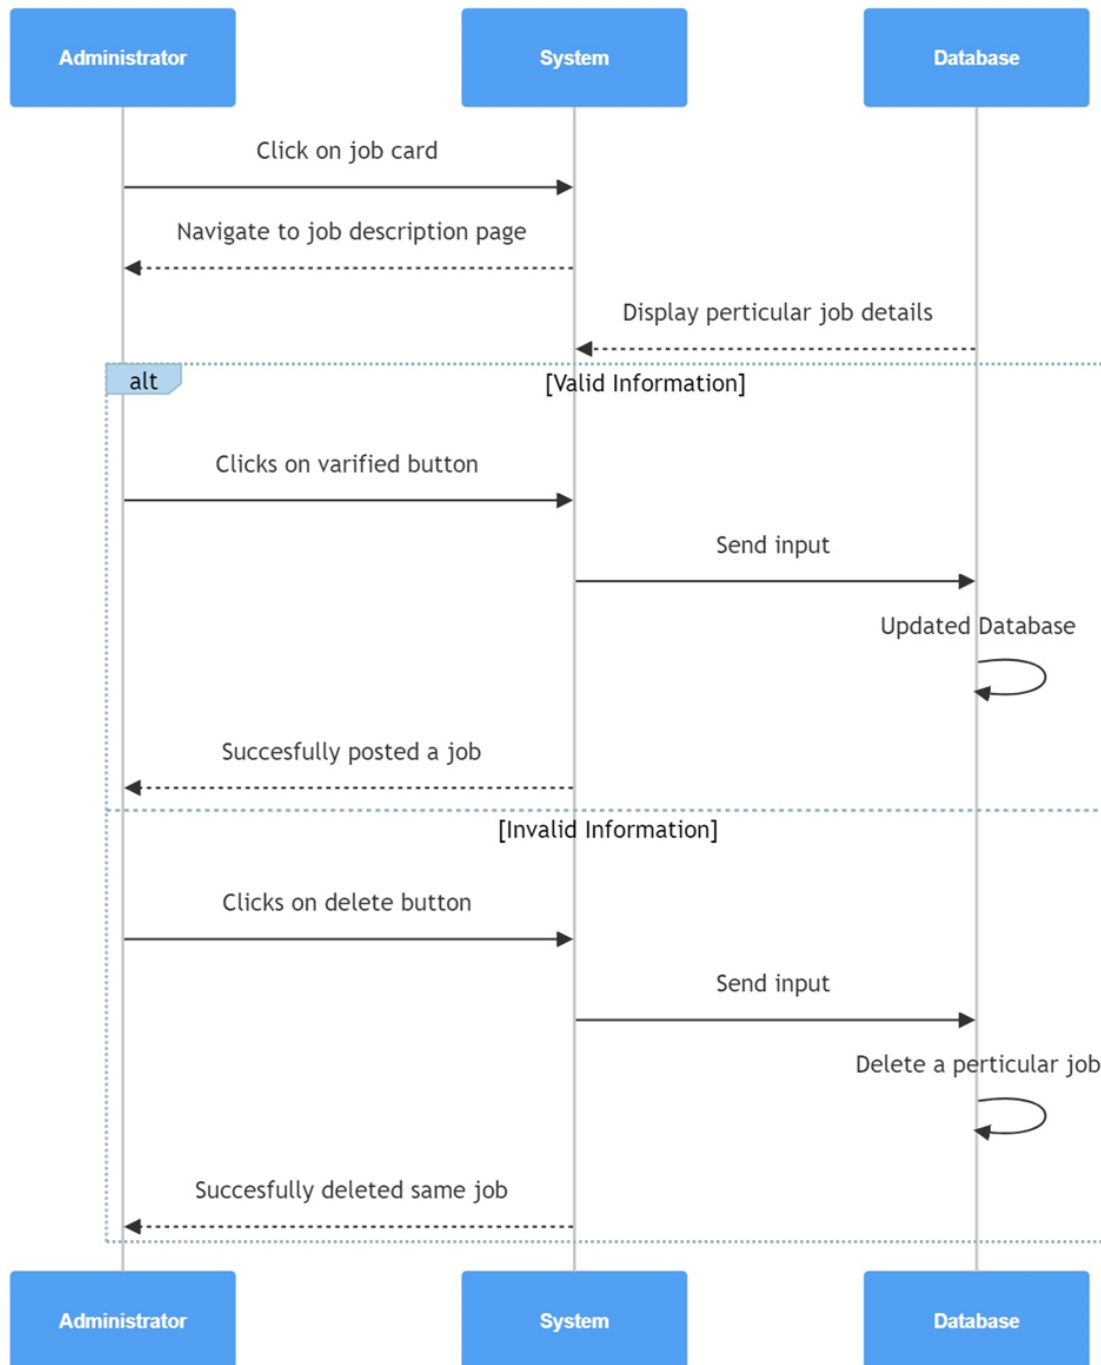 Administrator
System
Database
Click on job card
Navigate to job description page
Display perticular job details
alt
[Valid Information]
Clicks on varified button
Send input
Updated Database
Succesfully posted a job
[Invalid Information]
Clicks on delete button
Send input
Delete a perticular job
Succesfully deleted same job
Administrator
System
Database